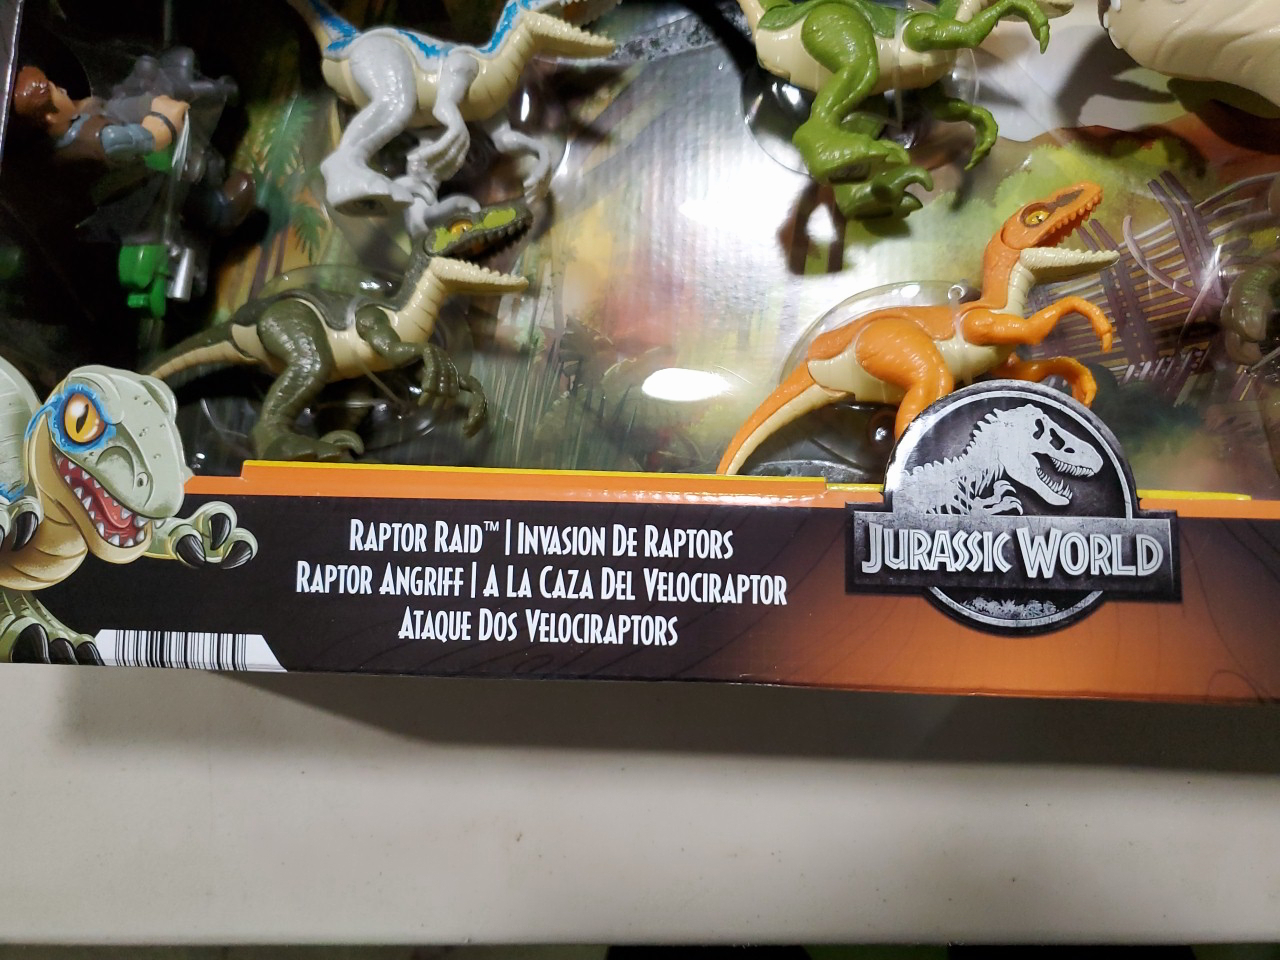 RAPTOR RAID™ | INVASION DE RAPTORS
RAPTOR ANGRIFF | A LA CAZA DEL VELOCIRAPTOR
ATAQUE DOS VELOCIRAPTORS
JURASSIC WORLD